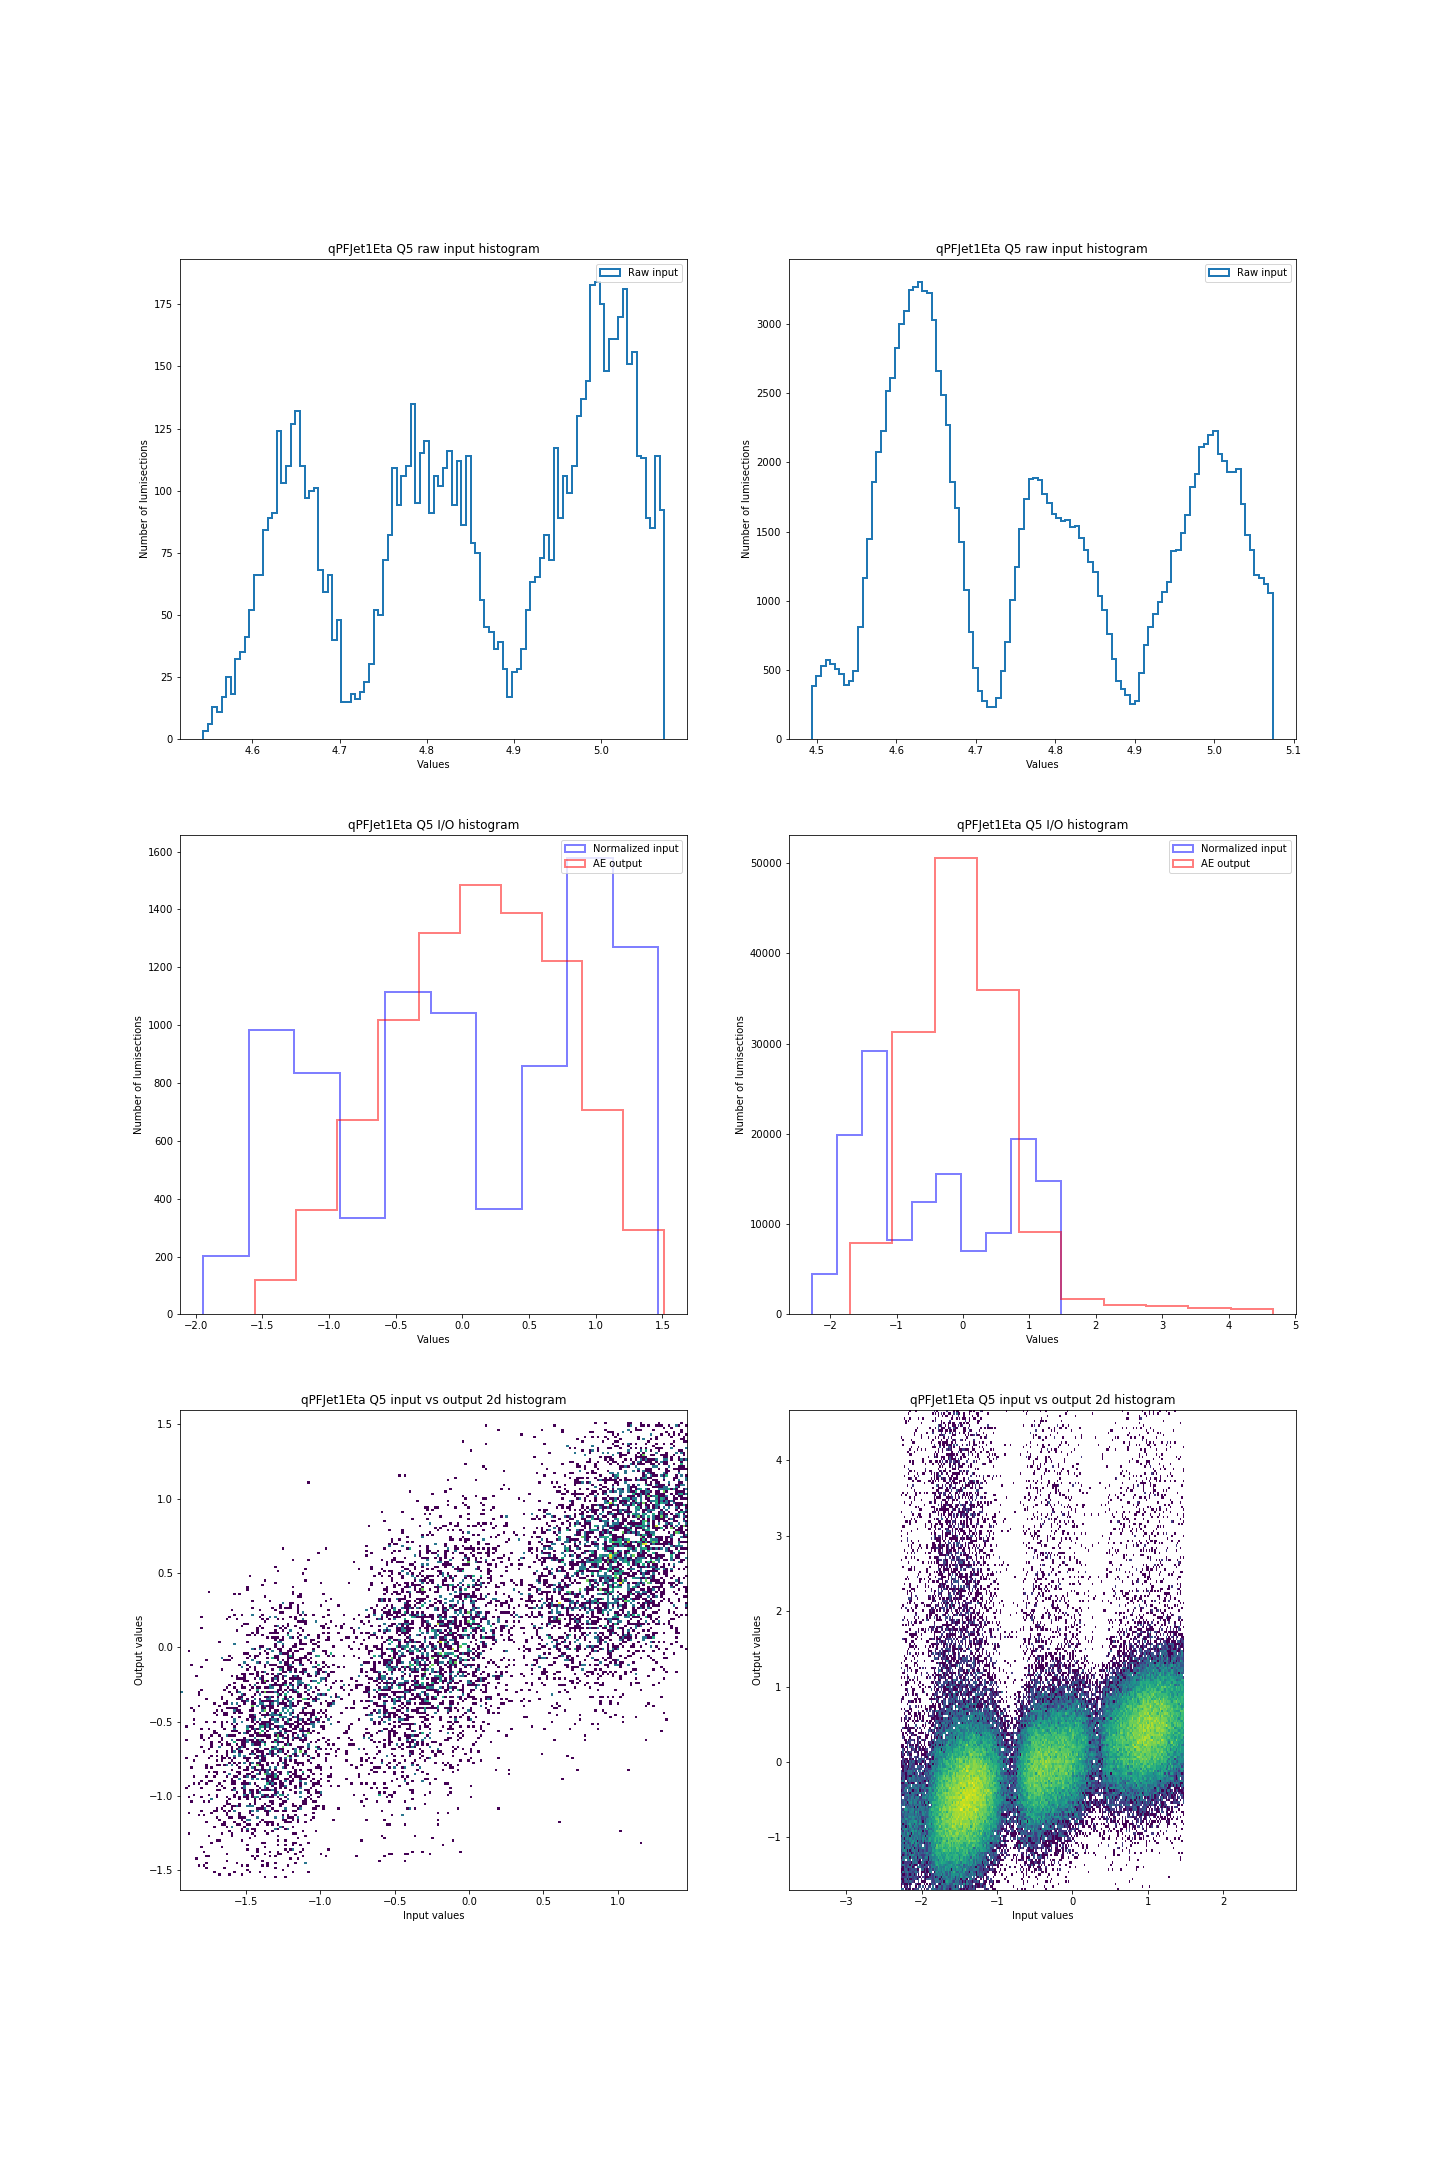 qPFJet1Eta Q5 raw input histogram
Raw input
Number of lumisections
175
150
125
100
75
50
25
0
4.6 4.7 4.8 4.9 5.0
Values
qPFJet1Eta Q5 raw input histogram
Raw input
Number of lumisections
3000
2500
2000
1500
1000
500
0
4.5 4.6 4.7 4.8 4.9 5.0 5.1
Values
qPFJet1Eta Q5 I/O histogram
Normalized input
AE output
Number of lumisections
1600
1400
1200
1000
800
600
400
200
0
−2.0 −1.5 −1.0 −0.5 0.0 0.5 1.0 1.5
Values
qPFJet1Eta Q5 I/O histogram
Normalized input
AE output
Number of lumisections
50000
40000
30000
20000
10000
0
−2 −1 0 1 2 3 4 5
Values
qPFJet1Eta Q5 input vs output 2d histogram
Output values
1.5
1.0
0.5
0.0
−0.5
−1.0
−1.5
−1.5 −1.0 −0.5 0.0 0.5 1.0
Input values
qPFJet1Eta Q5 input vs output 2d histogram
Output values
4
3
2
1
0
−1
−3 −2 −1 0 1 2
Input values